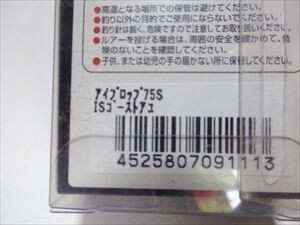 高温となる場所での保管は避けてください。
●釣り以外の目的でご使用にならないでください。
●釣り針は鋭く、危険ですので注意してお取り扱いください。
●ルアーを投げる場合は、周囲の安全を確かめ、危
険のないことを確認してください。
●子供、または幼児の手の届かない所に保管してください。
ｱｲﾌﾞﾛｯﾌﾟ75S
ISｺﾞｰｽﾄｱﾕ
4525807091113